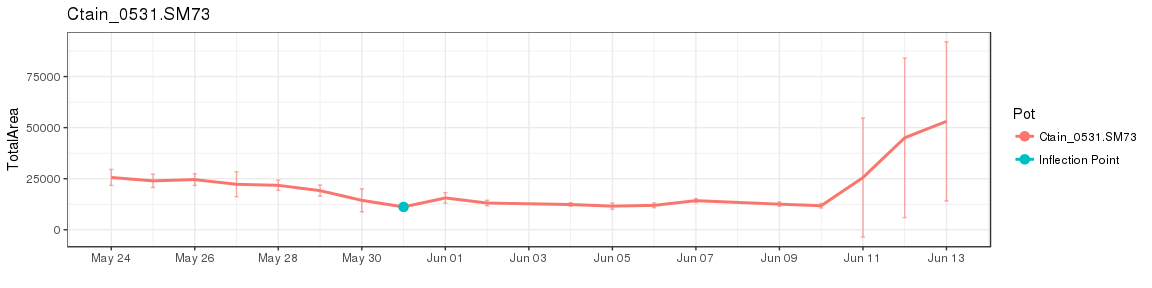 Ctain_0531.SM73
TotalArea
75000
50000
25000
0
May 24 May 26 May 28 May 30 Jun 01 Jun 03 Jun 05 Jun 07 Jun 09 Jun 11 Jun 13
Pot
Ctain_0531.SM73
Inflection Point